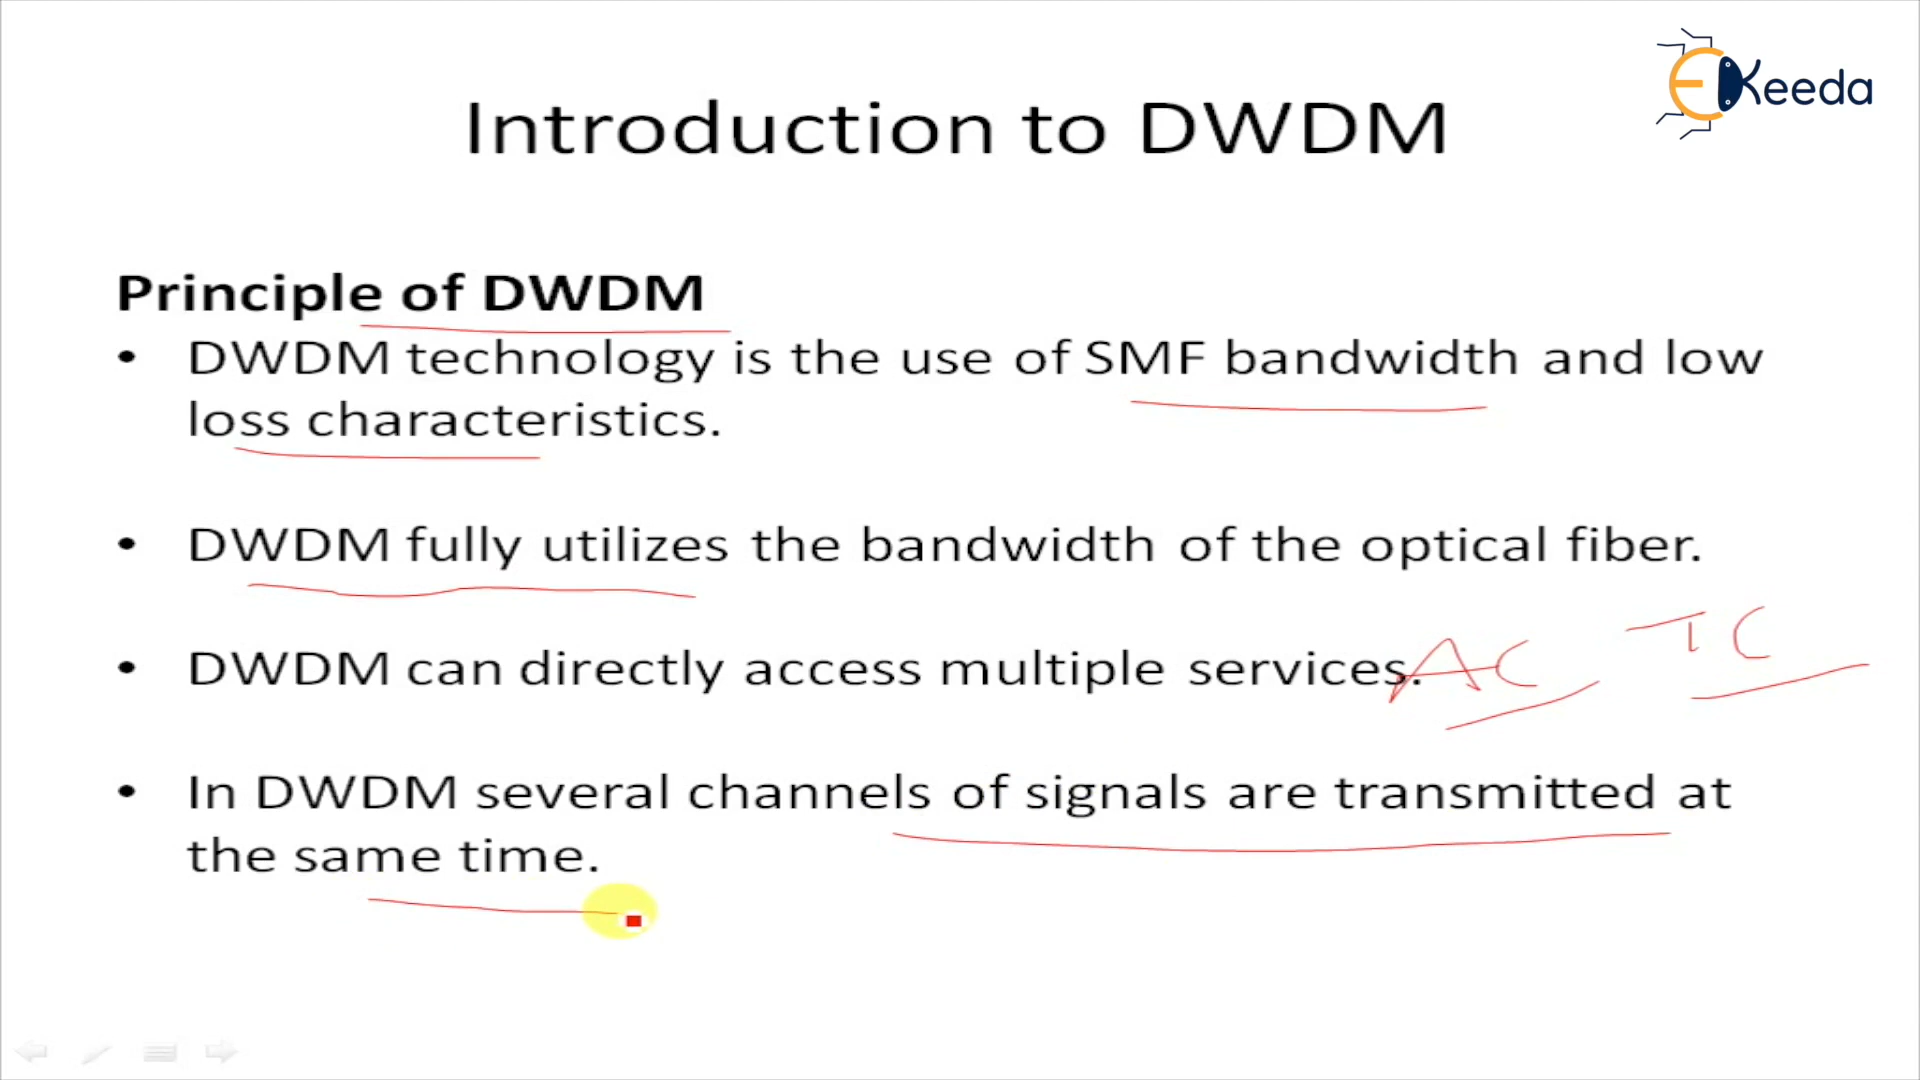 EKeeda
Introduction to DWDM
Principle of DWDM
• DWDM technology is the use of SMF bandwidth and low
loss characteristics.
• DWDM fully utilizes the bandwidth of the optical fiber.
• DWDM can directly access multiple services. AC TC
• In DWDM several channels of signals are transmitted at
the same time.